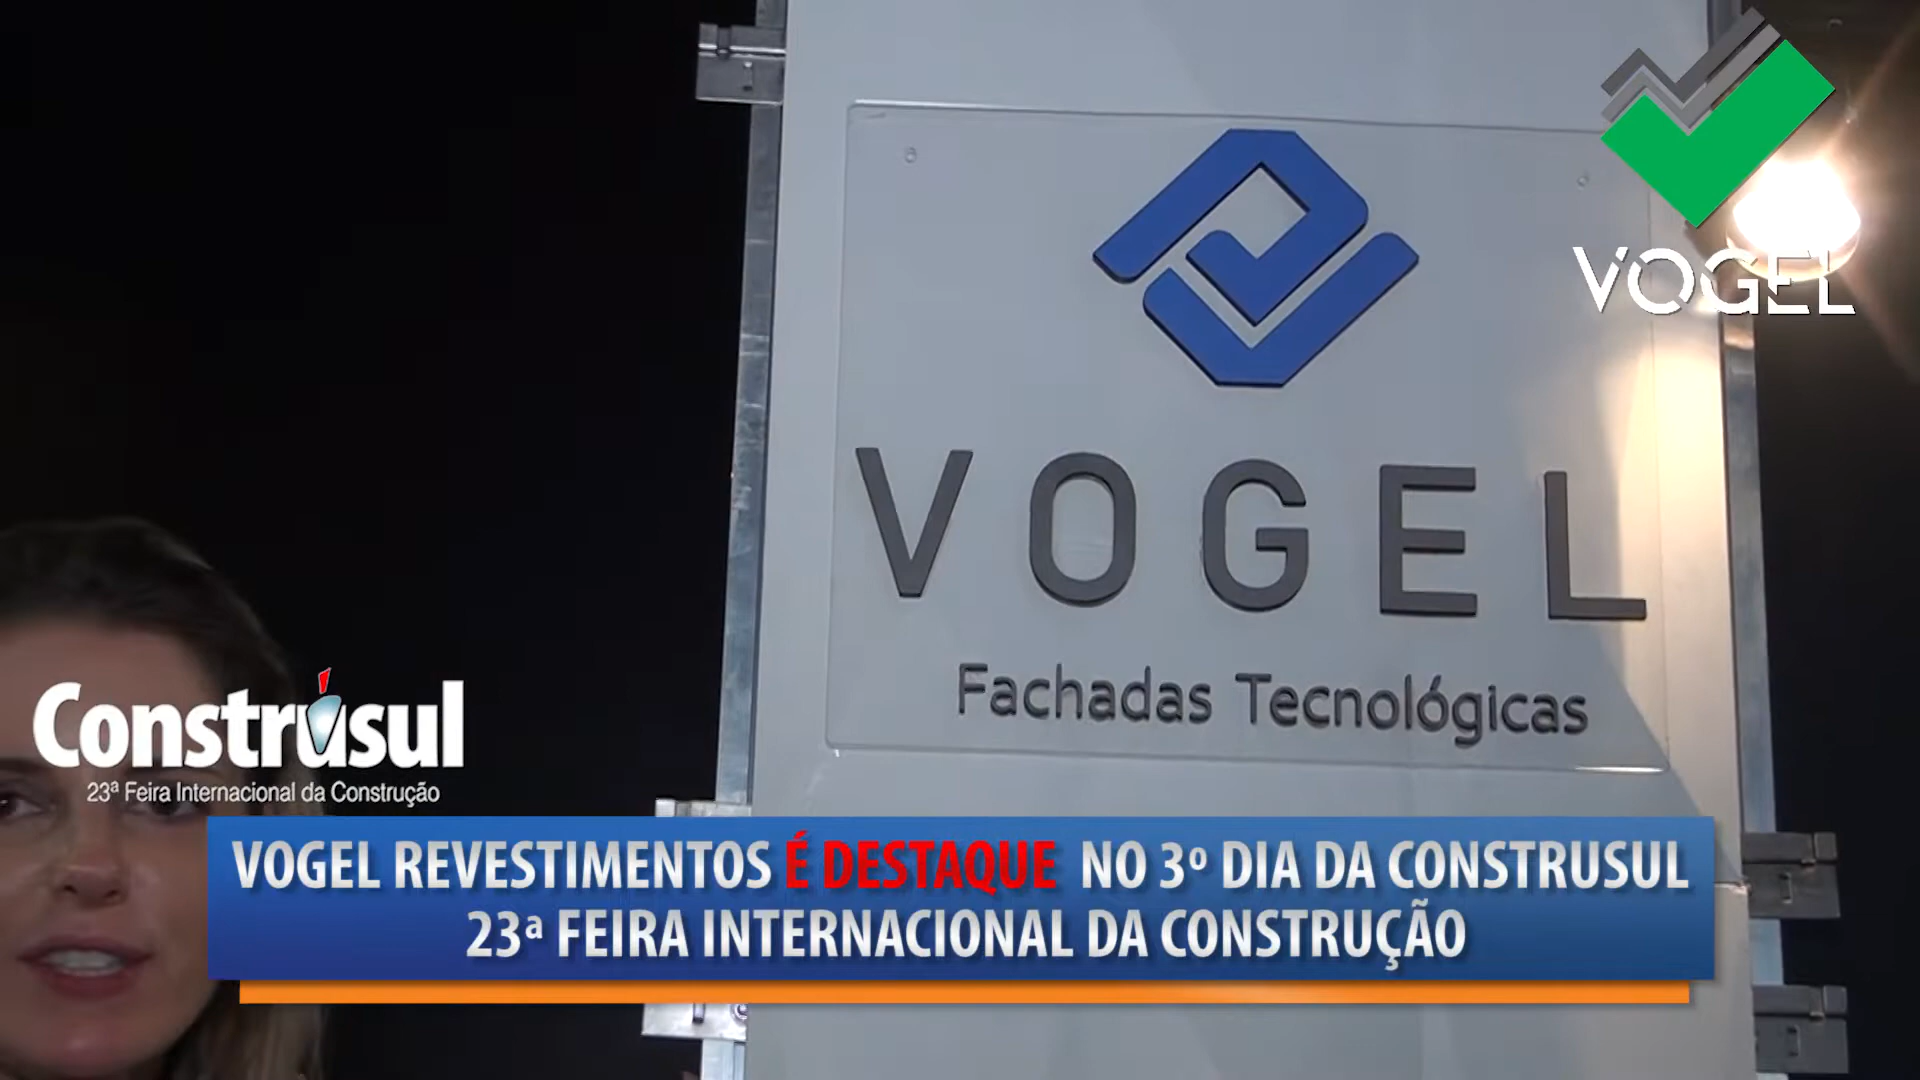 VOGEL
VOGEL
Fachadas Tecnológicas
Construsul
23ª Feira Internacional da Construção
VOGEL REVESTIMENTOS É DESTAQUE NO 3º DIA DA CONSTRUSUL
23ª FEIRA INTERNACIONAL DA CONSTRUÇÃO